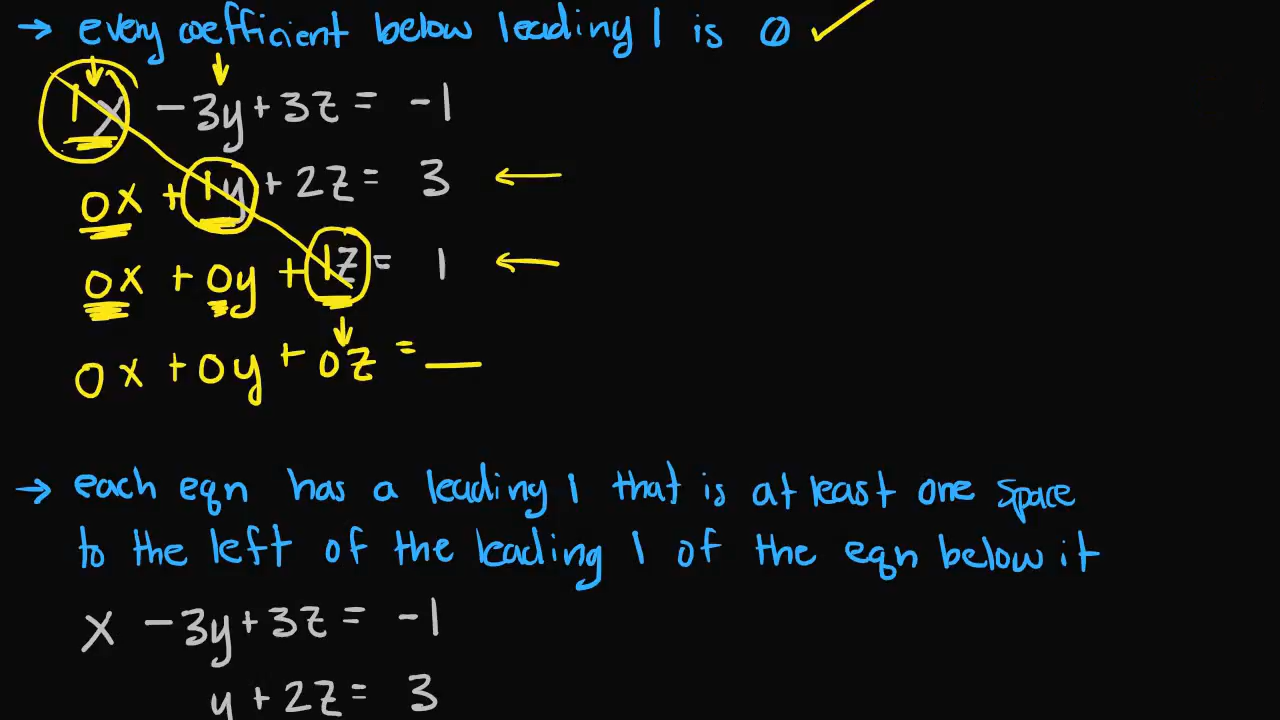 → every coefficient below leading 1 is 0 ✓
1x - 3y + 3z = -1
0x + 1y + 2z = 3 ←
0x + 0y + 1z = 1 ←
0x + 0y + 0z = __
→ each eqn has a leading 1 that is at least one space
to the left of the leading 1 of the eqn below it
x - 3y + 3z = -1
y + 2z = 3